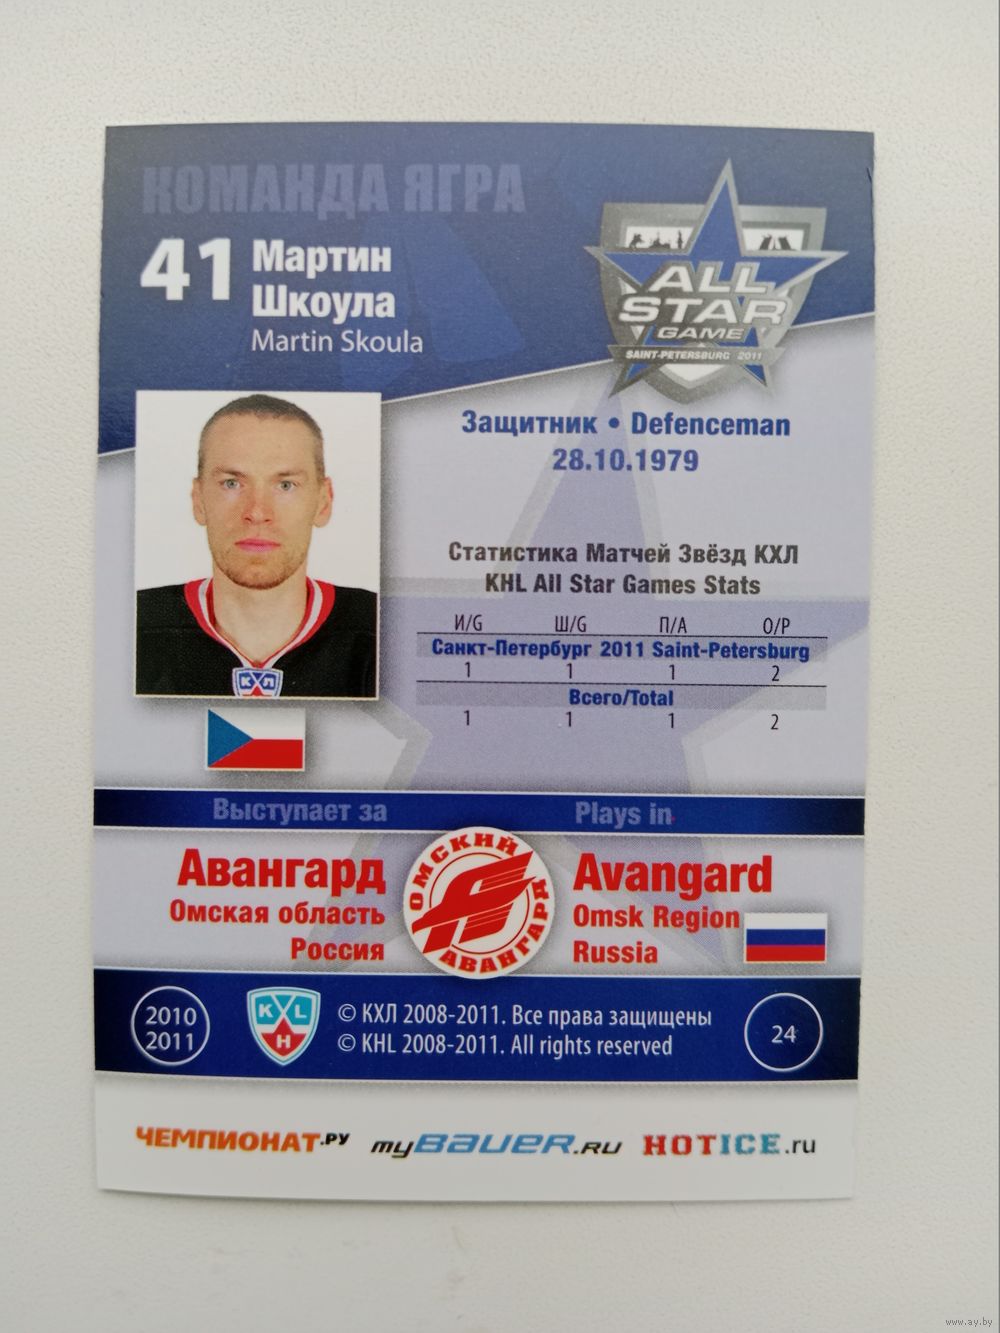 КОМАНДА ЯГРА
41 Мартин
Шкоула
Martin Skoula
ALL
STAR
GAME
SAINT-PETERSBURG 2011
Защитник • Defenceman
28.10.1979
Статистика Матчей Звёзд КХЛ
KHL All Star Games Stats
И/G Ш/G П/A О/P
Санкт-Петербург 2011 Saint-Petersburg
1 1 1 2
Всего/Total
1 1 1 2
КХЛ
Выступает за Plays in
Авангард
Омская область
Россия
ОМСКИЙ
АВАНГАРД
Avangard
Omsk Region
Russia
2010
2011
KHL
© КХЛ 2008-2011. Все права защищены
© KHL 2008-2011. All rights reserved
24
ЧЕМПИОНАТ.РУ myBAUER.RU HOTICE.ru
www.ay.by